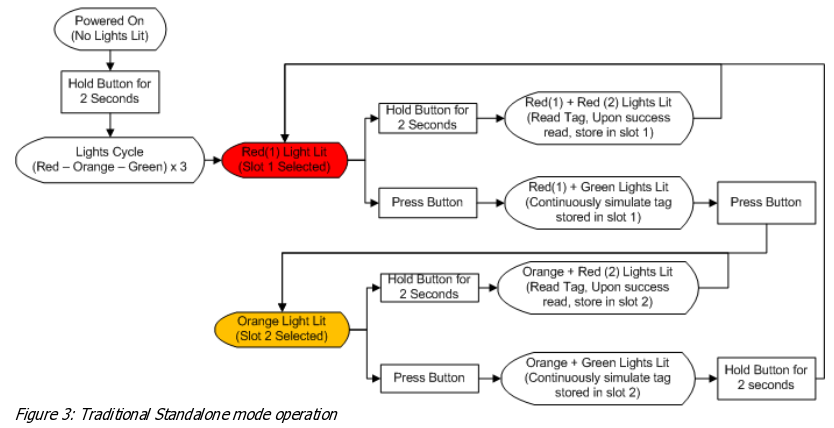 Powered On
(No Lights Lit)
Hold Button for
2 Seconds
Lights Cycle
(Red – Orange – Green) x 3
Red(1) Light Lit
(Slot 1 Selected)
Hold Button for
2 Seconds
Red(1) + Red (2) Lights Lit
(Read Tag, Upon success
read, store in slot 1)
Press Button
Red(1) + Green Lights Lit
(Continuously simulate tag
stored in slot 1)
Press Button
Orange Light Lit
(Slot 2 Selected)
Hold Button for
2 Seconds
Orange + Red (2) Lights Lit
(Read Tag, Upon success
read, store in slot 2)
Press Button
Orange + Green Lights Lit
(Continuously simulate tag
stored in slot 2)
Hold Button for
2 seconds
Figure 3: Traditional Standalone mode operation